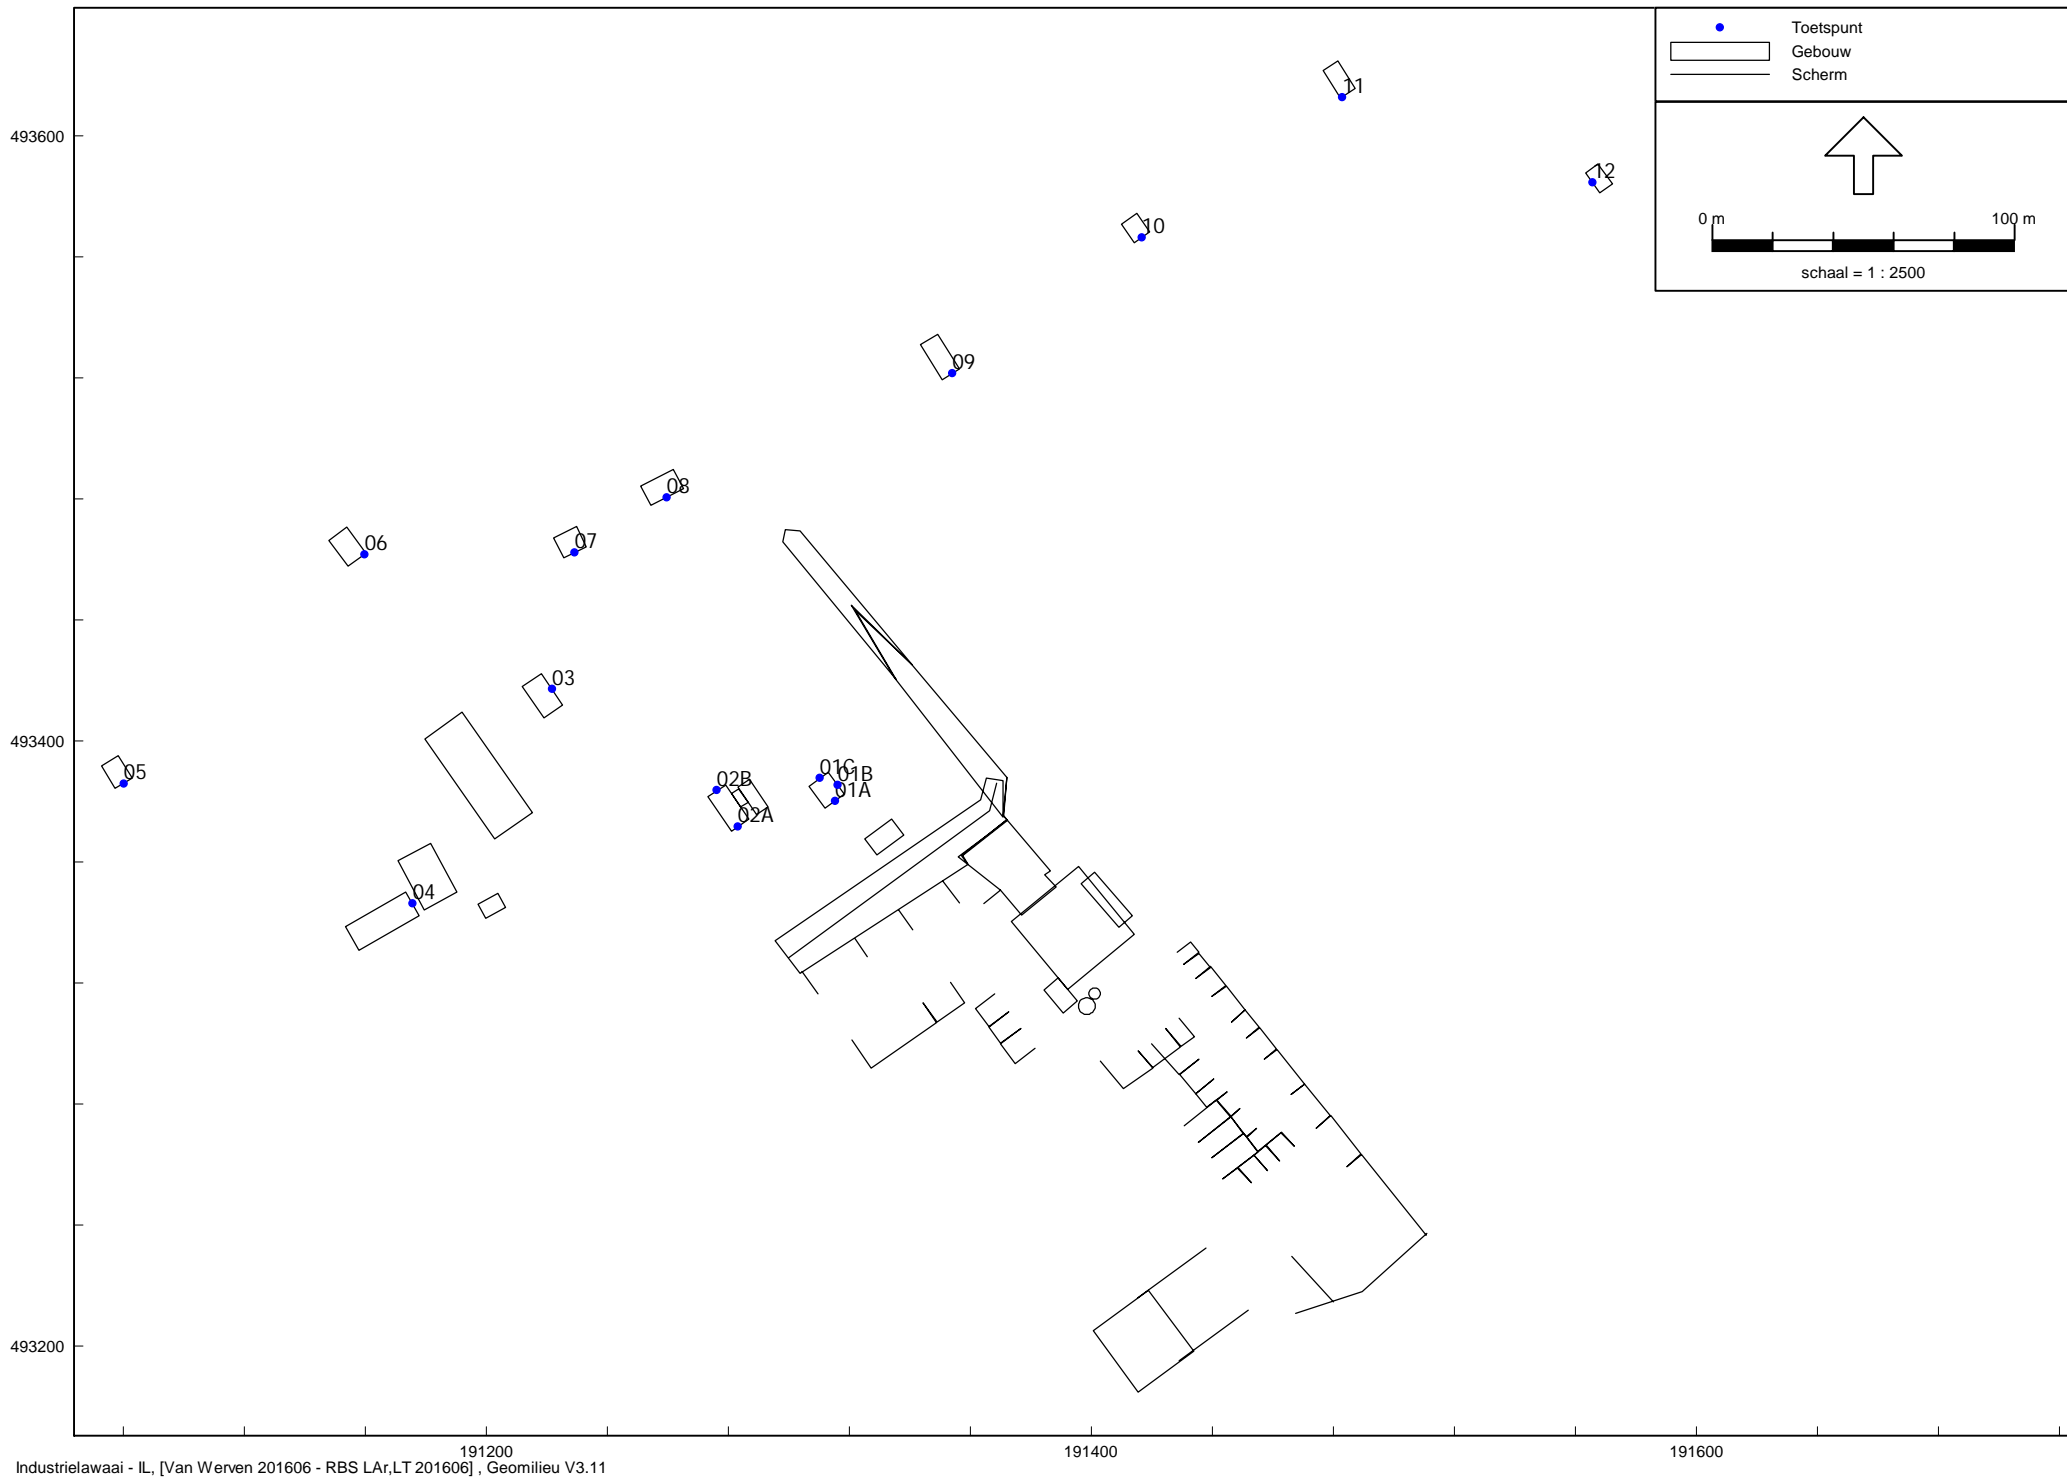 Toetspunt
Gebouw
Scherm
11
493600
12
0 m 100 m
10
schaal = 1 : 2500
09
08
06
07
03
493400
05
02B
01C
01B
01A
02A
04
493200
191200 191400 191600
Industrielawaai - IL, [Van Werven 201606 - RBS LAr,LT 201606] , Geomilieu V3.11